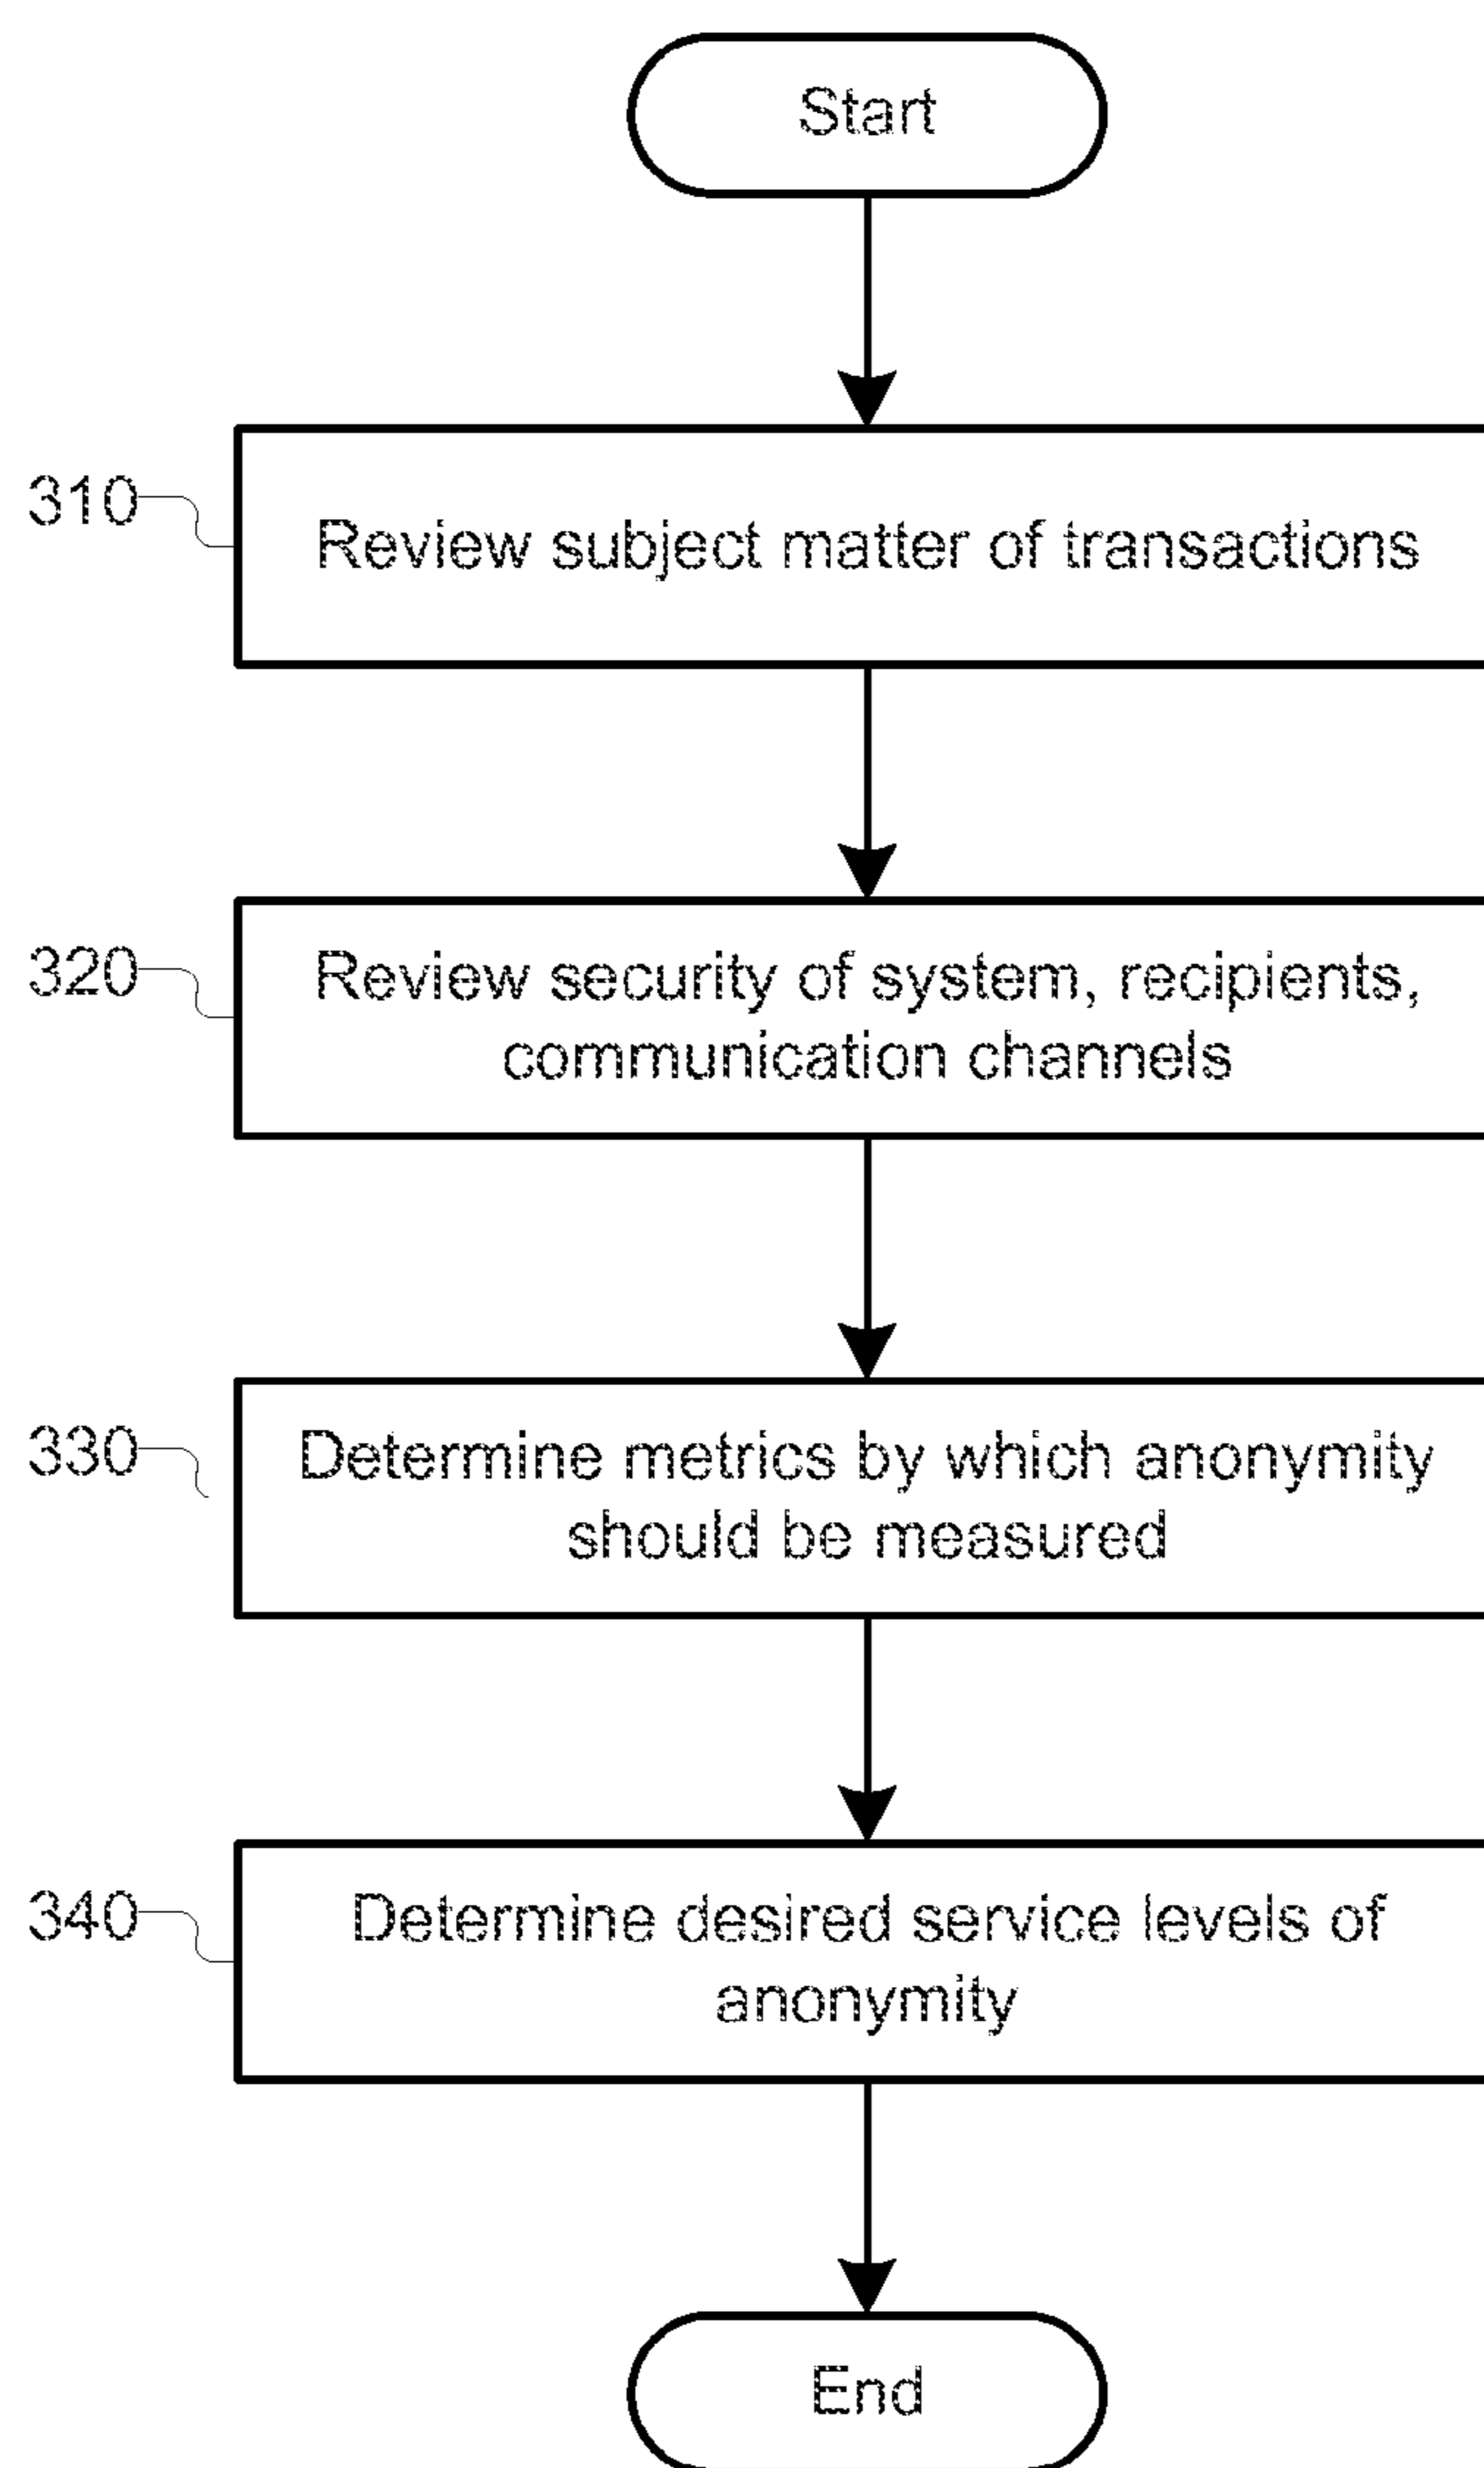 Start
310
Review subject matter of transactions
320
Review security of system, recipients,
communication channels
330
Determine metrics by which anonymity
should be measured
340
Determine desired service levels of
anonymity
End